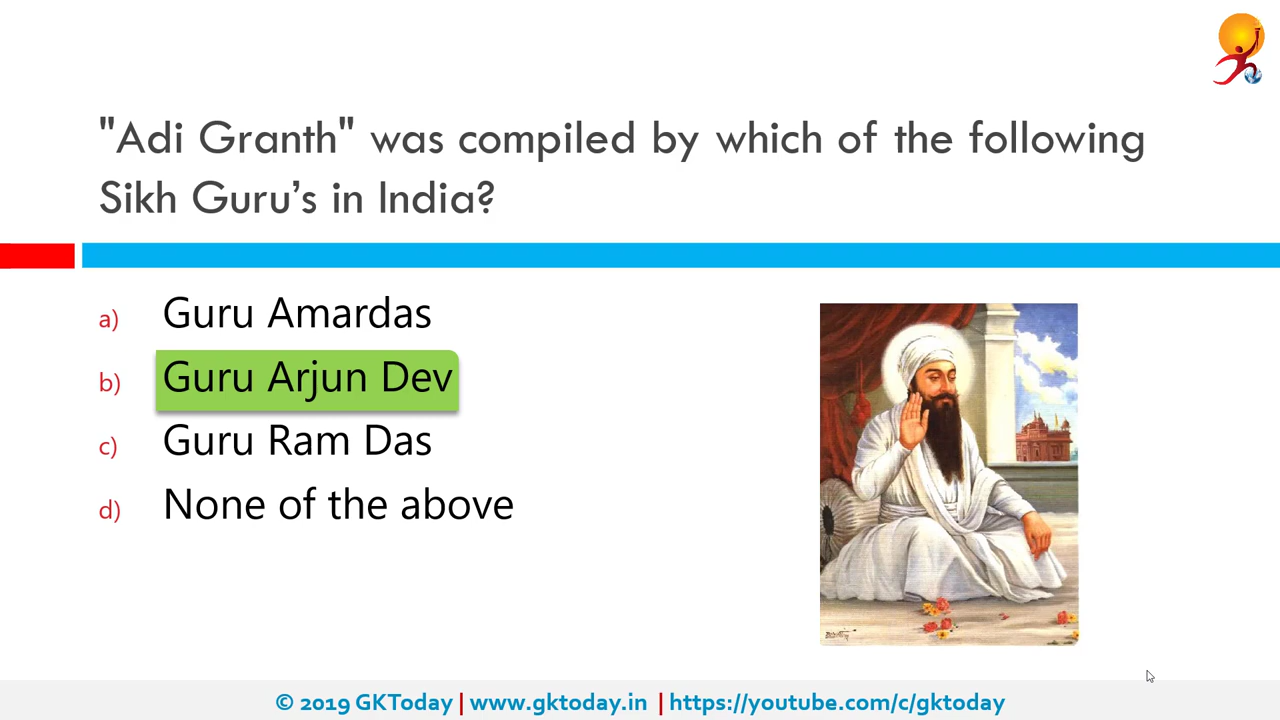 "Adi Granth" was compiled by which of the following
Sikh Guru’s in India?
a) Guru Amardas
b) Guru Arjun Dev
c) Guru Ram Das
d) None of the above
© 2019 GKToday | www.gktoday.in | https://youtube.com/c/gktoday